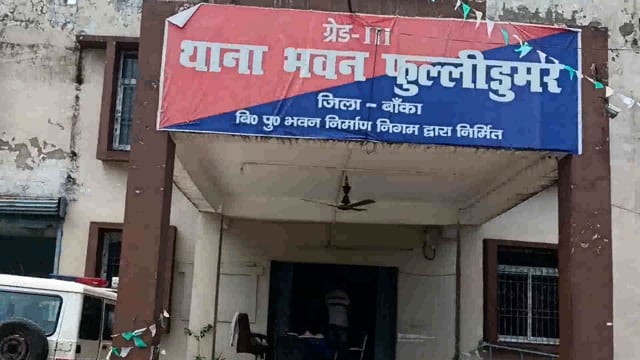 ग्रेड-III
थाना भवन फुल्लीडुमर
जिला - बाँका
बि० पु० भवन निर्माण निगम द्वारा निर्मित